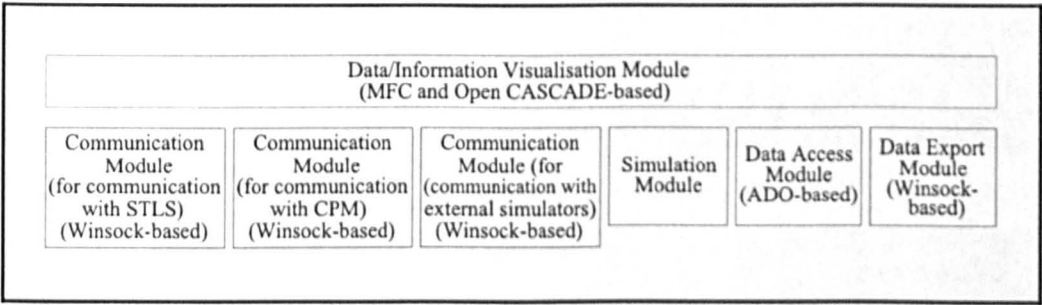 Data/Information Visualisation Module
(MFC and Open CASCADE-based)
Communication
Module
(for communication
with STLS)
(Winsock-based)
Communication
Module
(for communication
with CPM)
(Winsock-based)
Communication
Module (for
(communication with
external simulators)
(Winsock-based)
Simulation
Module
Data Access
Module
(ADO-based)
Data Export
Module
(Winsock-
based)